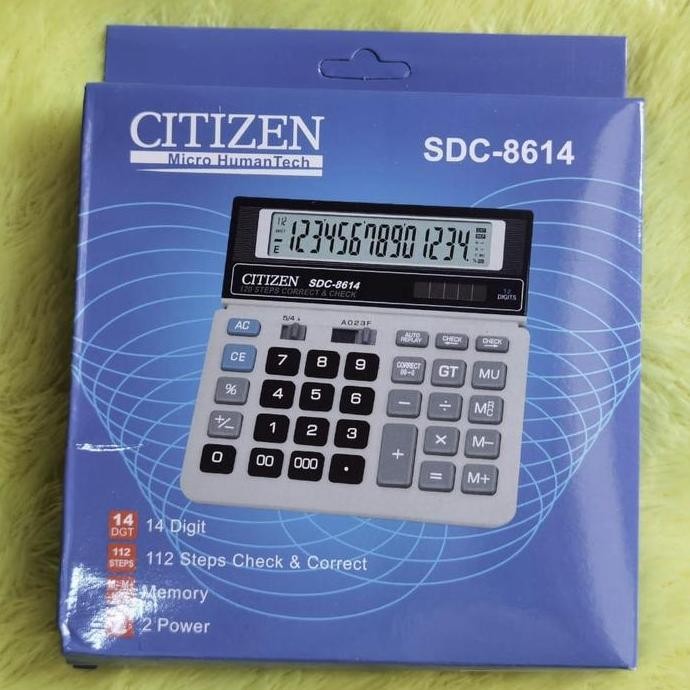 CITIZEN
Micro HumanTech
SDC-8614
12345678901234.
E
CITIZEN SDC-8614
120 STEPS CORRECT & CHECK
12
DIGITS
5/4
A023F
AC
AUTO REPLAY
CHECK
CHECK
CE
7 8 9
CORRECT
GT
MU
%
4 5 6
−
÷
MRC
+/−
1 2 3
+
×
M−
0 00 000 .
=
M+
14 DGT
14 Digit
112 STEPS
112 Steps Check & Correct
Memory
2 Power